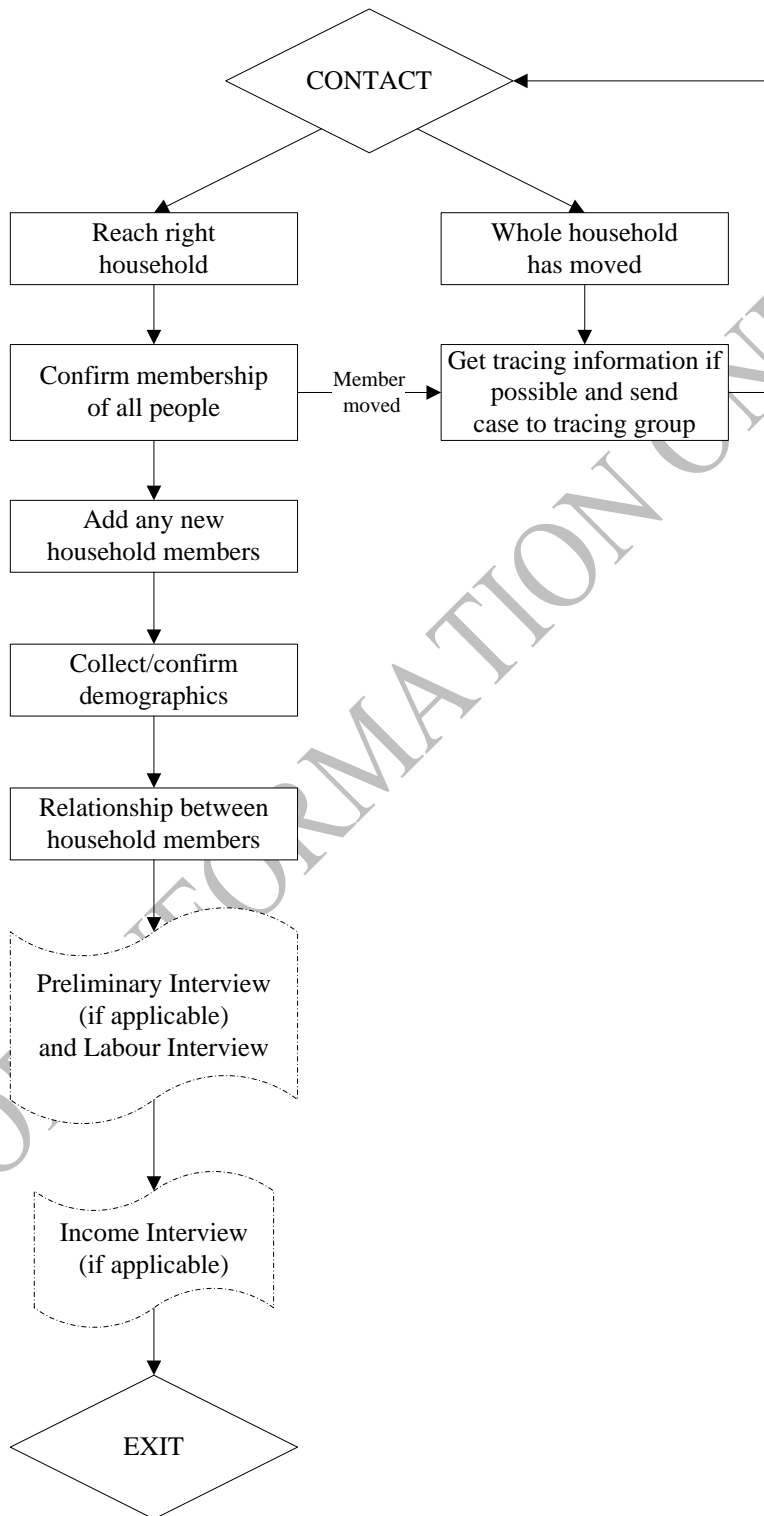 CONTACT
Reach right
household
Whole household
has moved
Confirm membership
of all people
Member
moved
Get tracing information if
possible and send
case to tracing group
Add any new
household members
Collect/confirm
demographics
Relationship between
household members
Preliminary Interview
(if applicable)
and Labour Interview
Income Interview
(if applicable)
EXIT
INFORMATION